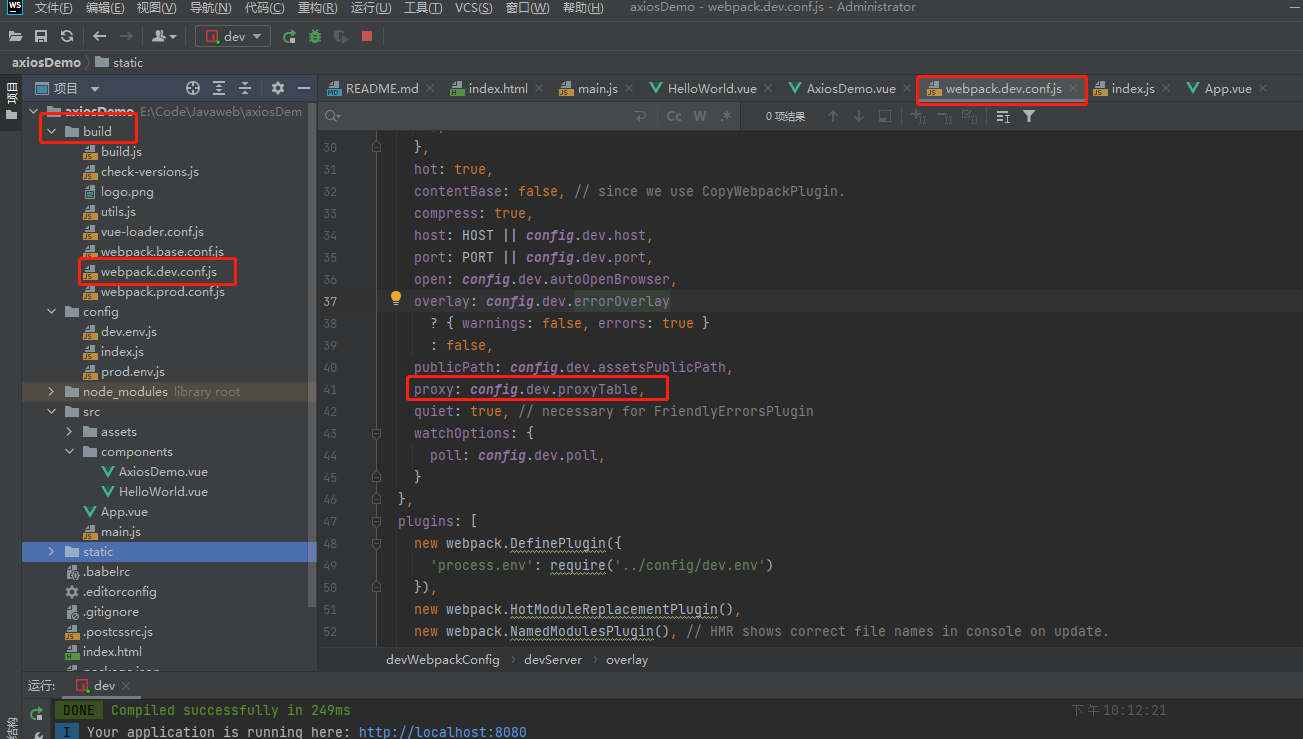 WS 文件(F) 编辑(E) 视图(V) 导航(N) 代码(C) 重构(R) 运行(U) 工具(T) VCS(S) 窗口(W) 帮助(H) axiosDemo - webpack.dev.conf.js - Administrator
dev
axiosDemo static
项目
项目
README.md index.html main.js HelloWorld.vue AxiosDemo.vue webpack.dev.conf.js index.js App.vue
Cc W .* 0 项结果
axiosDemo E:\Code\Javaweb\axiosDem
build
build.js
check-versions.js
logo.png
utils.js
vue-loader.conf.js
webpack.base.conf.js
webpack.dev.conf.js
webpack.prod.conf.js
config
dev.env.js
index.js
prod.env.js
node_modules library root
src
assets
components
AxiosDemo.vue
HelloWorld.vue
App.vue
main.js
static
.babelrc
.editorconfig
.gitignore
.postcssrc.js
index.html
30 },
31 hot: true,
32 contentBase: false, // since we use CopyWebpackPlugin.
33 compress: true,
34 host: HOST || config.dev.host,
35 port: PORT || config.dev.port,
36 open: config.dev.autoOpenBrowser,
37 overlay: config.dev.errorOverlay
38 ? { warnings: false, errors: true }
39 : false,
40 publicPath: config.dev.assetsPublicPath,
41 proxy: config.dev.proxyTable,
42 quiet: true, // necessary for FriendlyErrorsPlugin
43 watchOptions: {
44 poll: config.dev.poll,
45 }
46 },
47 plugins: [
48 new webpack.DefinePlugin({
49 'process.env': require('../config/dev.env')
50 }),
51 new webpack.HotModuleReplacementPlugin(),
52 new webpack.NamedModulesPlugin(), // HMR shows correct file names in console on update.
devWebpackConfig devServer overlay
运行: dev
DONE Compiled successfully in 249ms 下午10:12:21
I Your application is running here: http://localhost:8080
结构